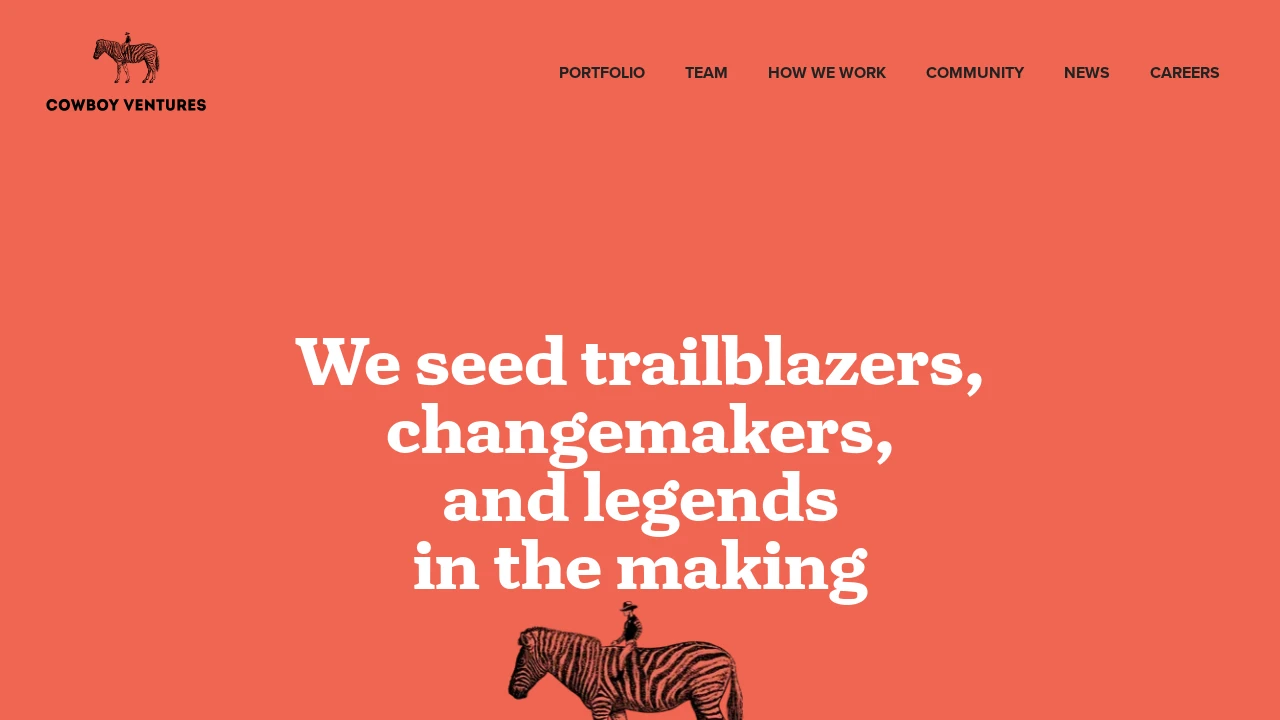 COWBOY VENTURES
PORTFOLIO TEAM HOW WE WORK COMMUNITY NEWS CAREERS
We seed trailblazers,
changemakers,
and legends
in the making